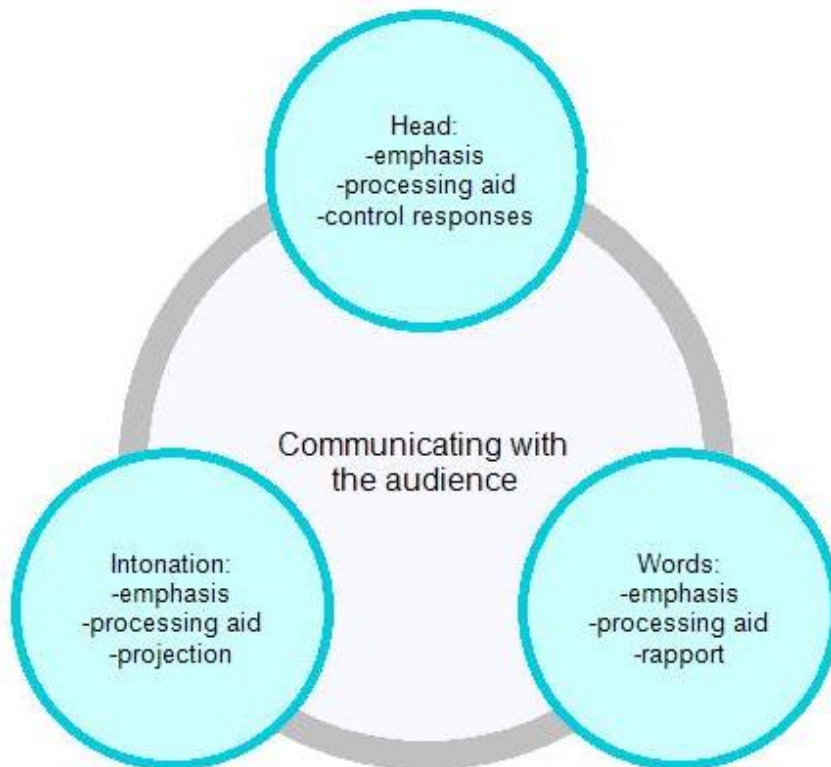 Head:
-emphasis
-processing aid
-control responses
Communicating with
the audience
Intonation:
-emphasis
-processing aid
-projection
Words:
-emphasis
-processing aid
-rapport